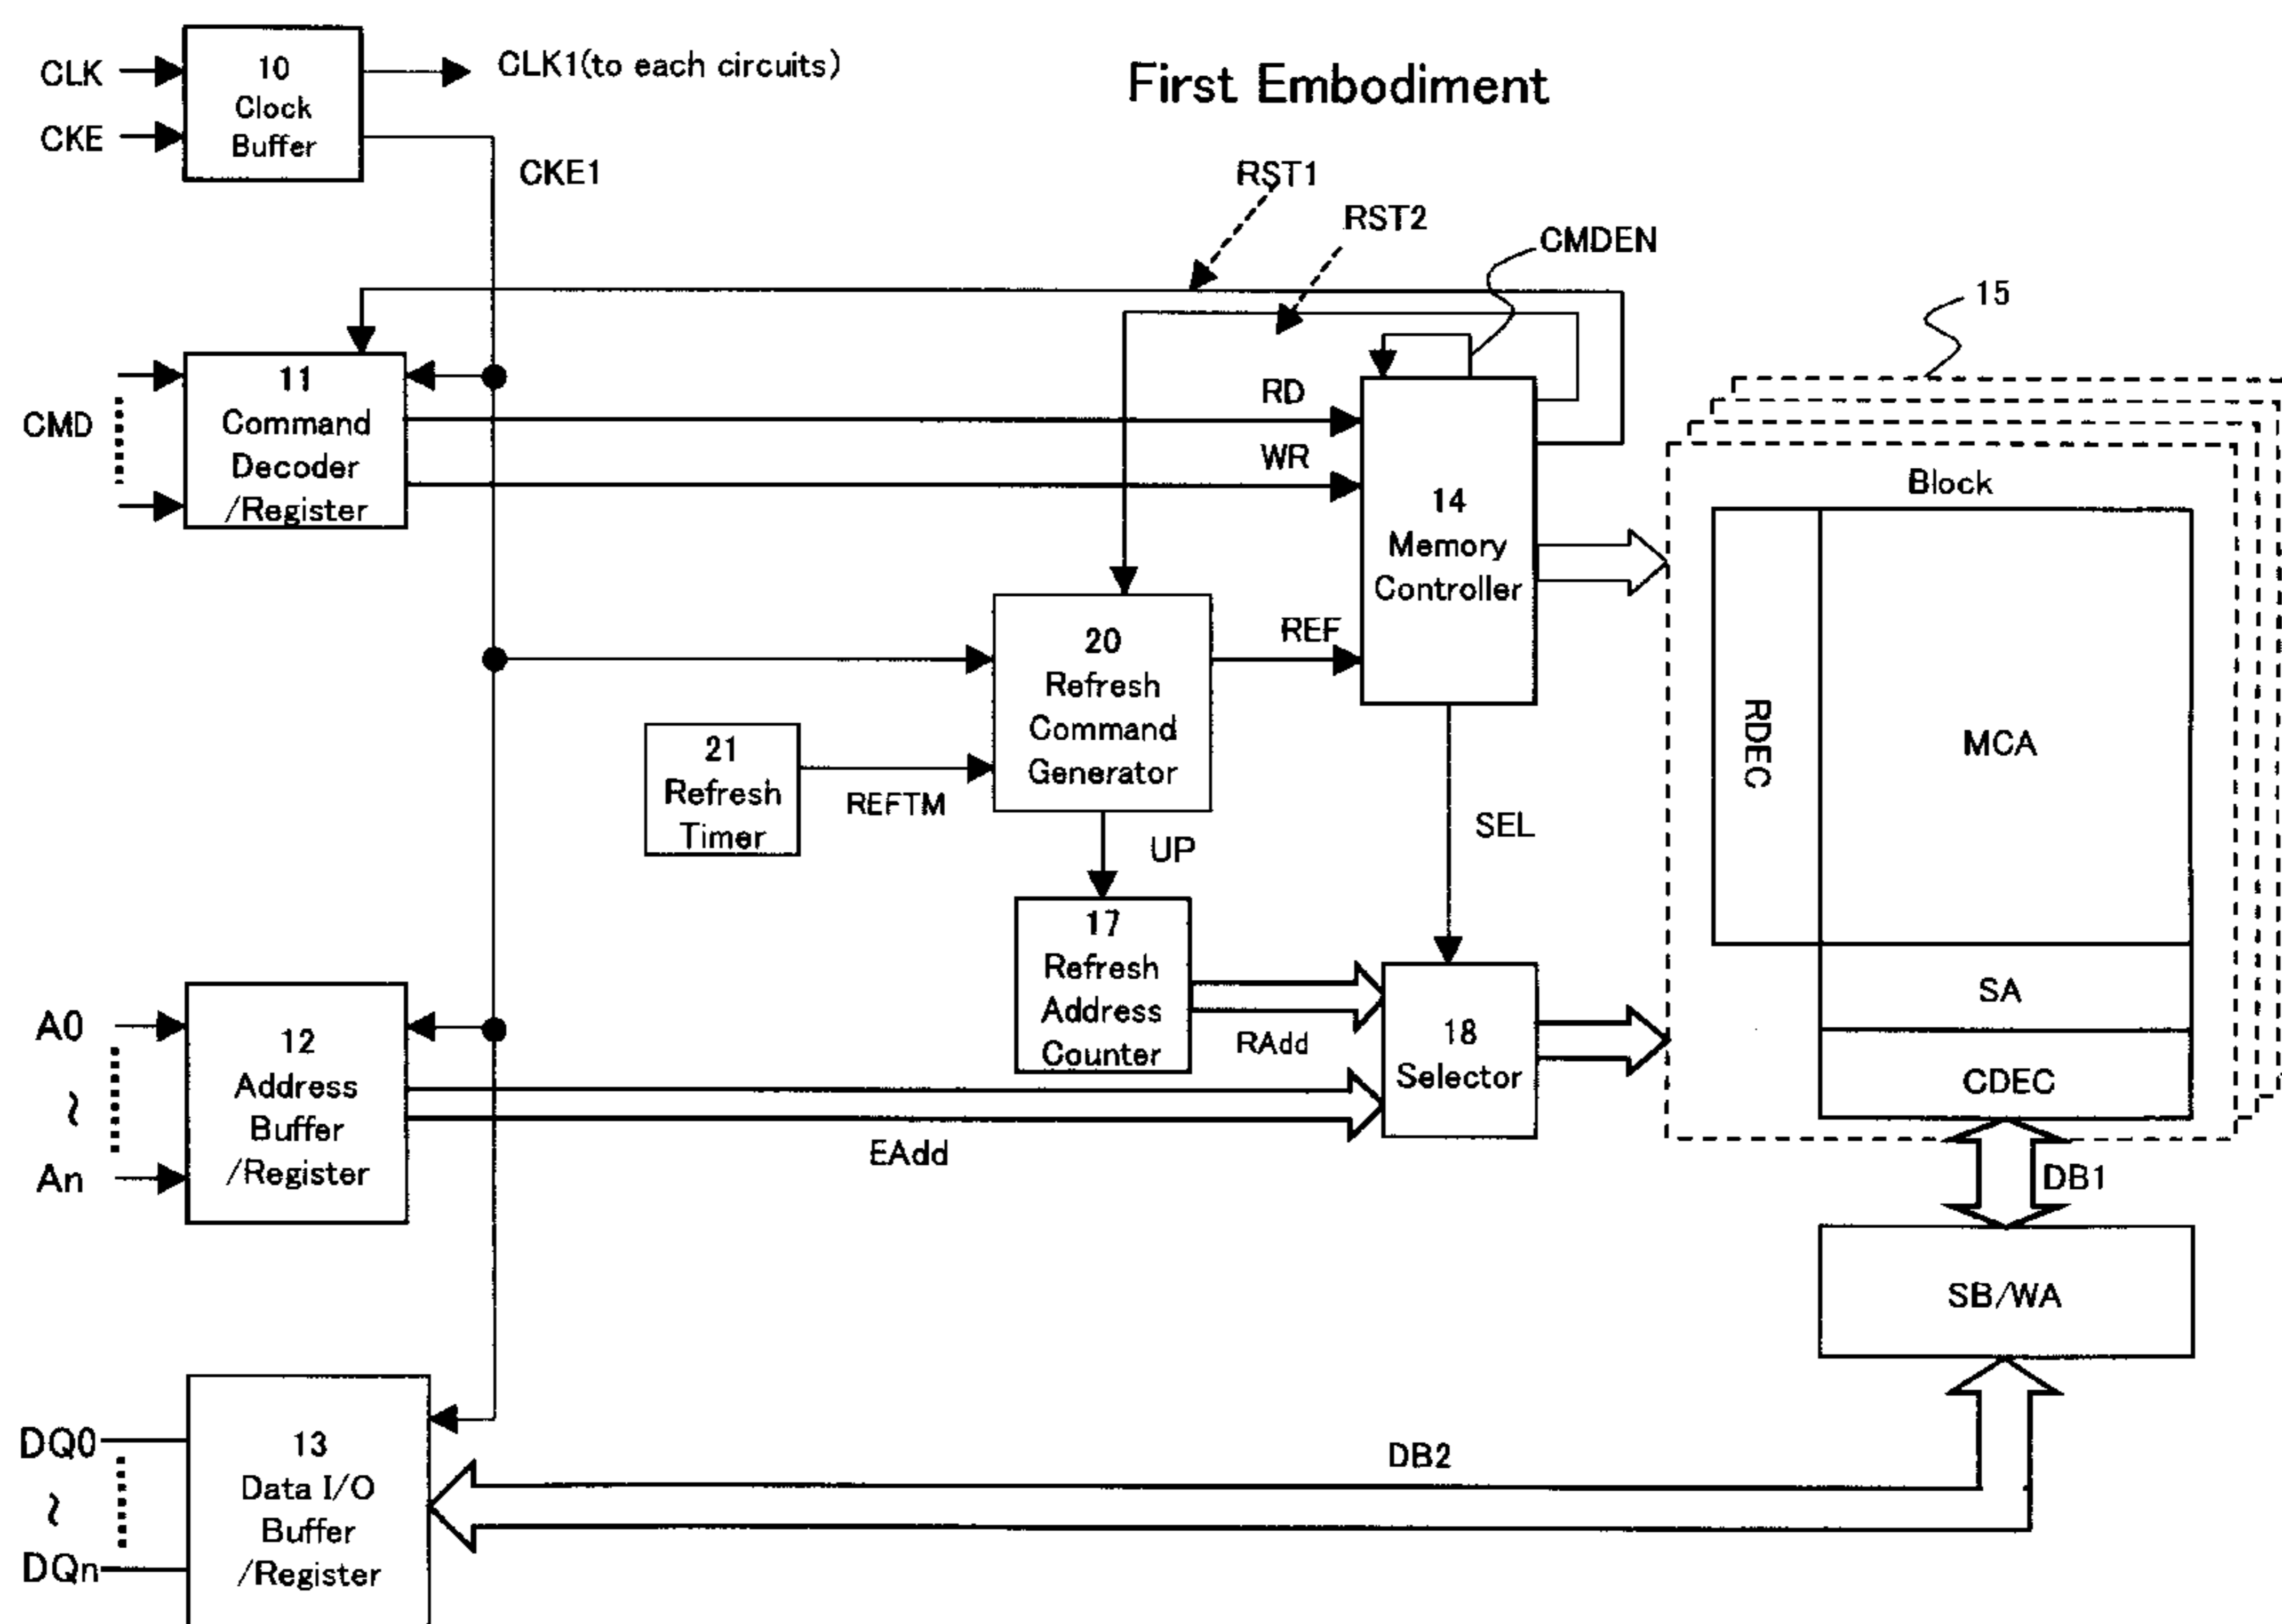 First Embodiment
CLK
CKE
10
Clock
Buffer
CLK1(to each circuits)
CKE1
RST1
RST2
CMDEN
15
CMD
11
Command
Decoder
/Register
RD
WR
14
Memory
Controller
Block
RDEC
MCA
SA
CDEC
20
Refresh
Command
Generator
REF
21
Refresh
Timer
REFTM
UP
SEL
17
Refresh
Address
Counter
RAdd
18
Selector
A0
~
An
12
Address
Buffer
/Register
EAdd
DB1
SB/WA
DQ0
~
DQn
13
Data I/O
Buffer
/Register
DB2